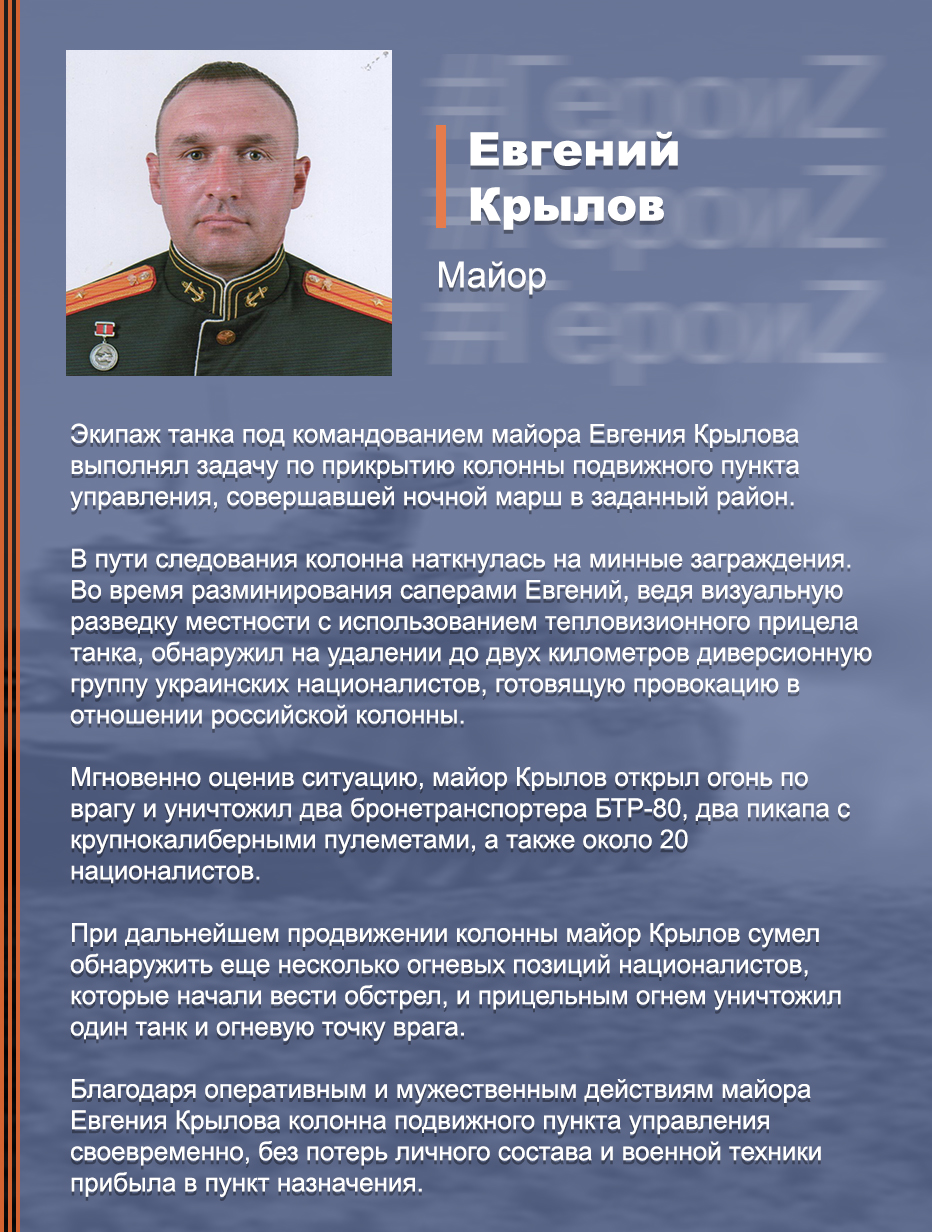 #ГероиZ
Евгений
#ГероиZ
Крылов
Майор
#ГероиZ
Экипаж танка под командованием майора Евгения Крылова
выполнял задачу по прикрытию колонны подвижного пункта
управления, совершавшей ночной марш в заданный район.
В пути следования колонна наткнулась на минные заграждения.
Во время разминирования саперами Евгений, ведя визуальную
разведку местности с использованием тепловизионного прицела
танка, обнаружил на удалении до двух километров диверсионную
группу украинских националистов, готовящую провокацию в
отношении российской колонны.
Мгновенно оценив ситуацию, майор Крылов открыл огонь по
врагу и уничтожил два бронетранспортера БТР-80, два пикапа с
крупнокалиберными пулеметами, а также около 20
националистов.
При дальнейшем продвижении колонны майор Крылов сумел
обнаружить еще несколько огневых позиций националистов,
которые начали вести обстрел, и прицельным огнем уничтожил
один танк и огневую точку врага.
Благодаря оперативным и мужественным действиям майора
Евгения Крылова колонна подвижного пункта управления
своевременно, без потерь личного состава и военной техники
прибыла в пункт назначения.